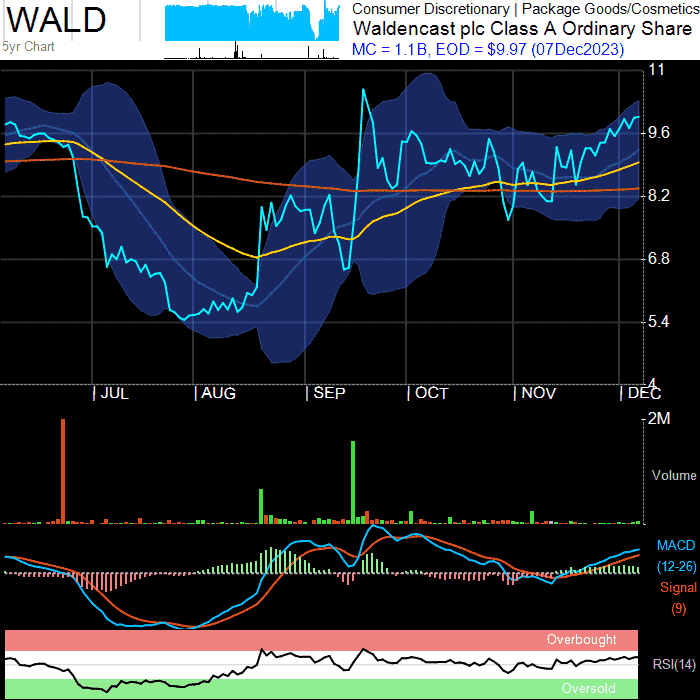 WALD
5yr Chart
Consumer Discretionary | Package Goods/Cosmetics
Waldencast plc Class A Ordinary Share
MC = 1.1B, EOD = $9.97 (07Dec2023)
11
9.6
8.2
6.8
5.4
4
| JUL | AUG | SEP | OCT | NOV | DEC
2M
Volume
MACD
(12-26)
Signal
(9)
Overbought
RSI(14)
Oversold